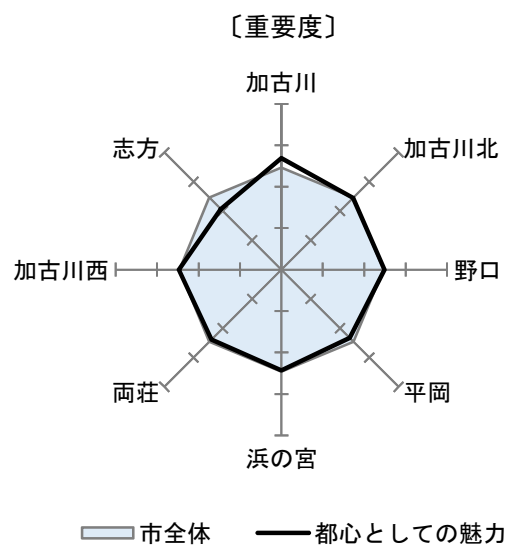 〔重要度〕
加古川
加古川北
野口
平岡
浜の宮
両荘
加古川西
志方
市全体
都心としての魅力